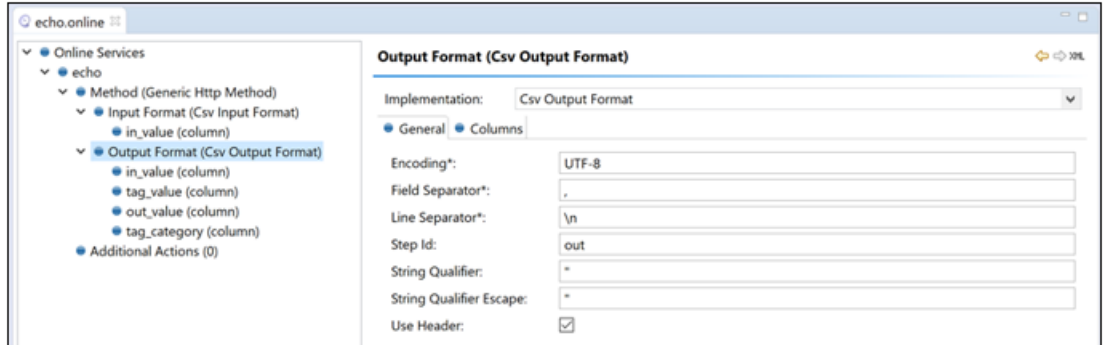 echo.online
Online Services
echo
Method (Generic Http Method)
Input Format (Csv Input Format)
in_value (column)
Output Format (Csv Output Format)
in_value (column)
tag_value (column)
out_value (column)
tag_category (column)
Additional Actions (0)
Output Format (Csv Output Format)
XML
Implementation: Csv Output Format
General Columns
Encoding*: UTF-8
Field Separator*: ,
Line Separator*: \n
Step Id: out
String Qualifier: "
String Qualifier Escape: "
Use Header: